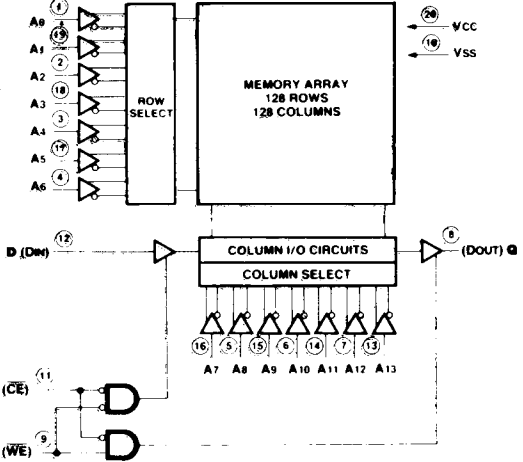 1
A0
19
A1
2
A2
18
A3
3
A4
17
A5
4
A6
ROW
SELECT
MEMORY ARRAY
128 ROWS
128 COLUMNS
20
VCC
10
VSS
D (DIN)
12
COLUMN I/O CIRCUITS
COLUMN SELECT
8
(DOUT) Q
16 5 15 6 14 7 13
A7 A8 A9 A10 A11 A12 A13
11
(CE)
9
(WE)